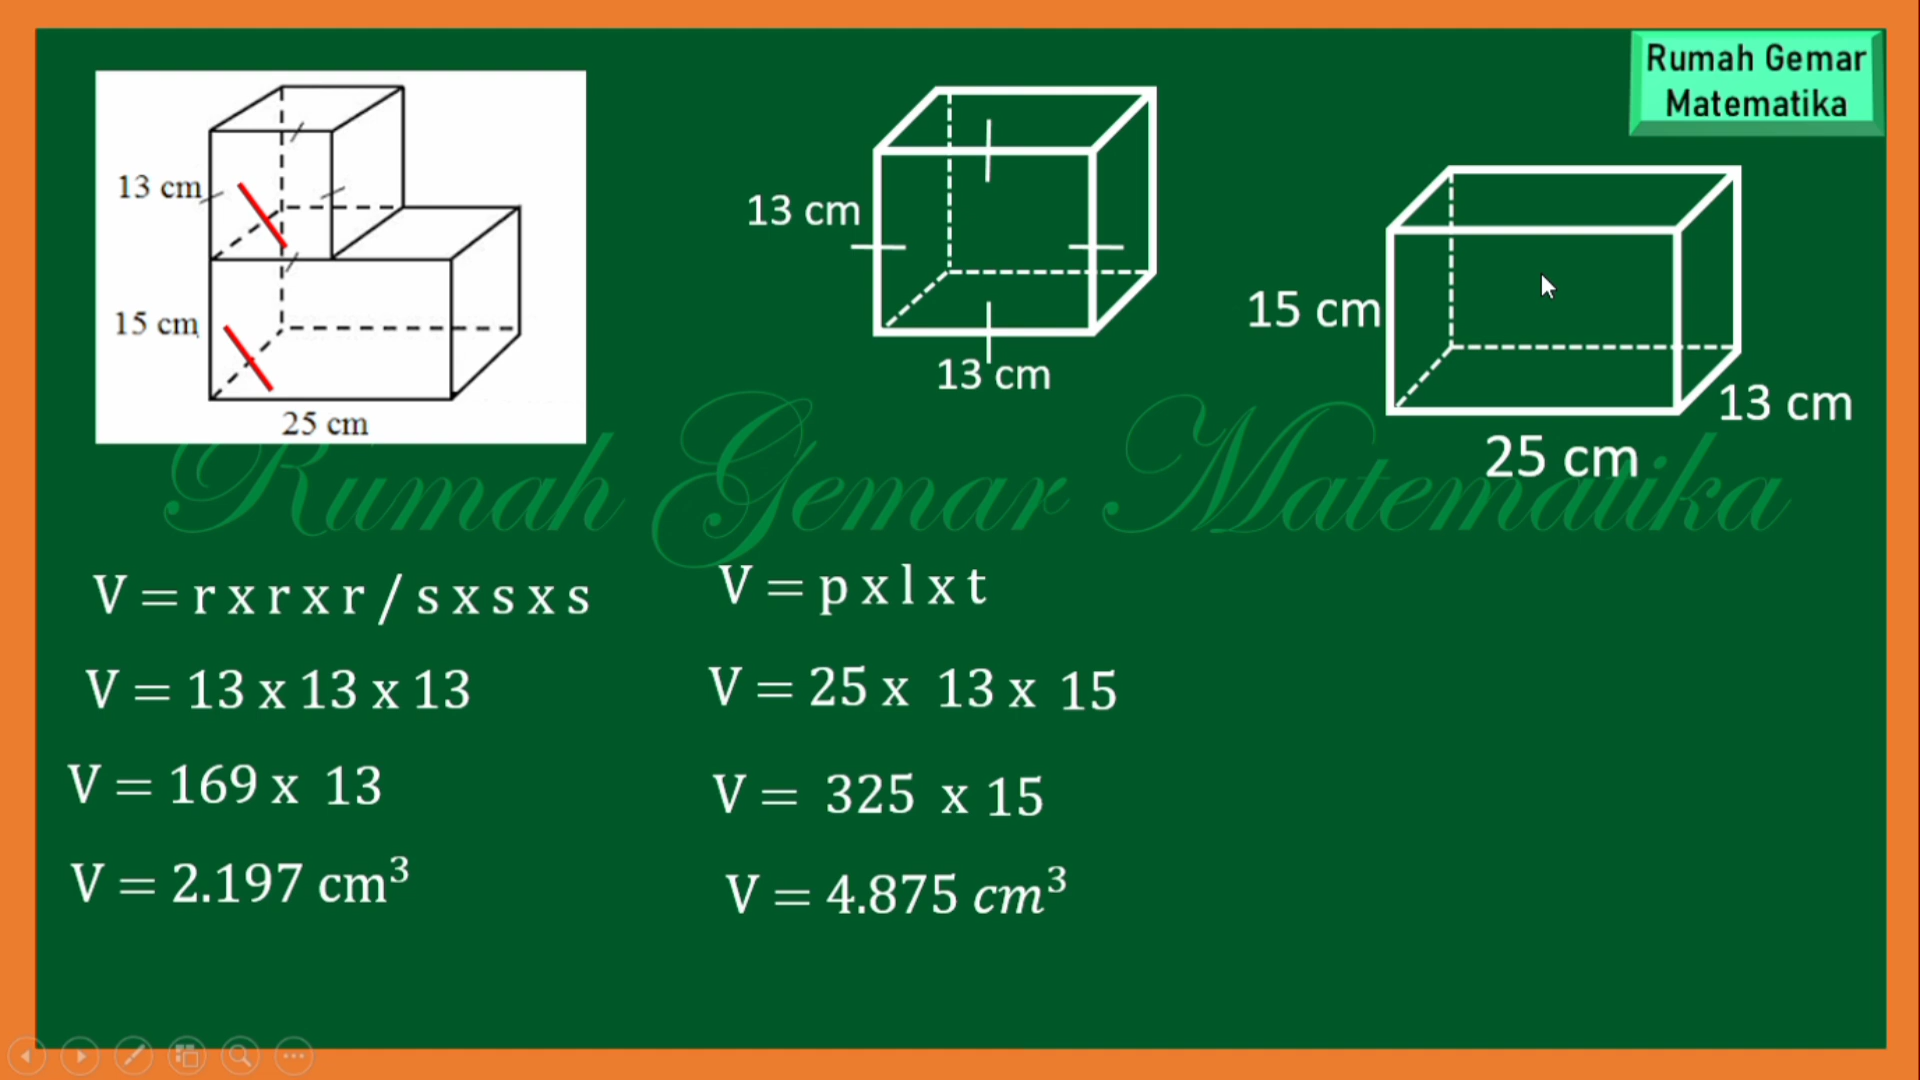 Rumah Gemar
Matematika
13 cm
15 cm
25 cm
13 cm
13 cm
15 cm
13 cm
25 cm
Rumah Gemar Matematika
V = r x r x r / s x s x s
V = 13 x 13 x 13
V = 169 x 13
V = 2.197 cm³
V = p x l x t
V = 25 x 13 x 15
V = 325 x 15
V = 4.875 cm³